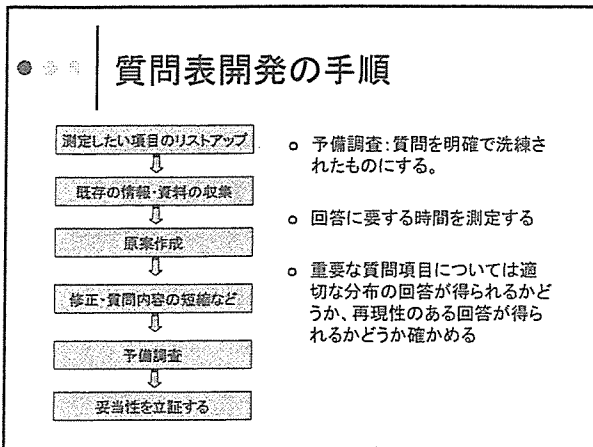 質問表開発の手順
測定したい項目のリストアップ
既存の情報・資料の収集
原案作成
修正・質問内容の短縮など
予備調査
妥当性を立証する
予備調査:質問を明確で洗練さ
れたものにする。
回答に要する時間を測定する
重要な質問項目については適
切な分布の回答が得られるかど
うか、再現性のある回答が得ら
れるかどうか確かめる